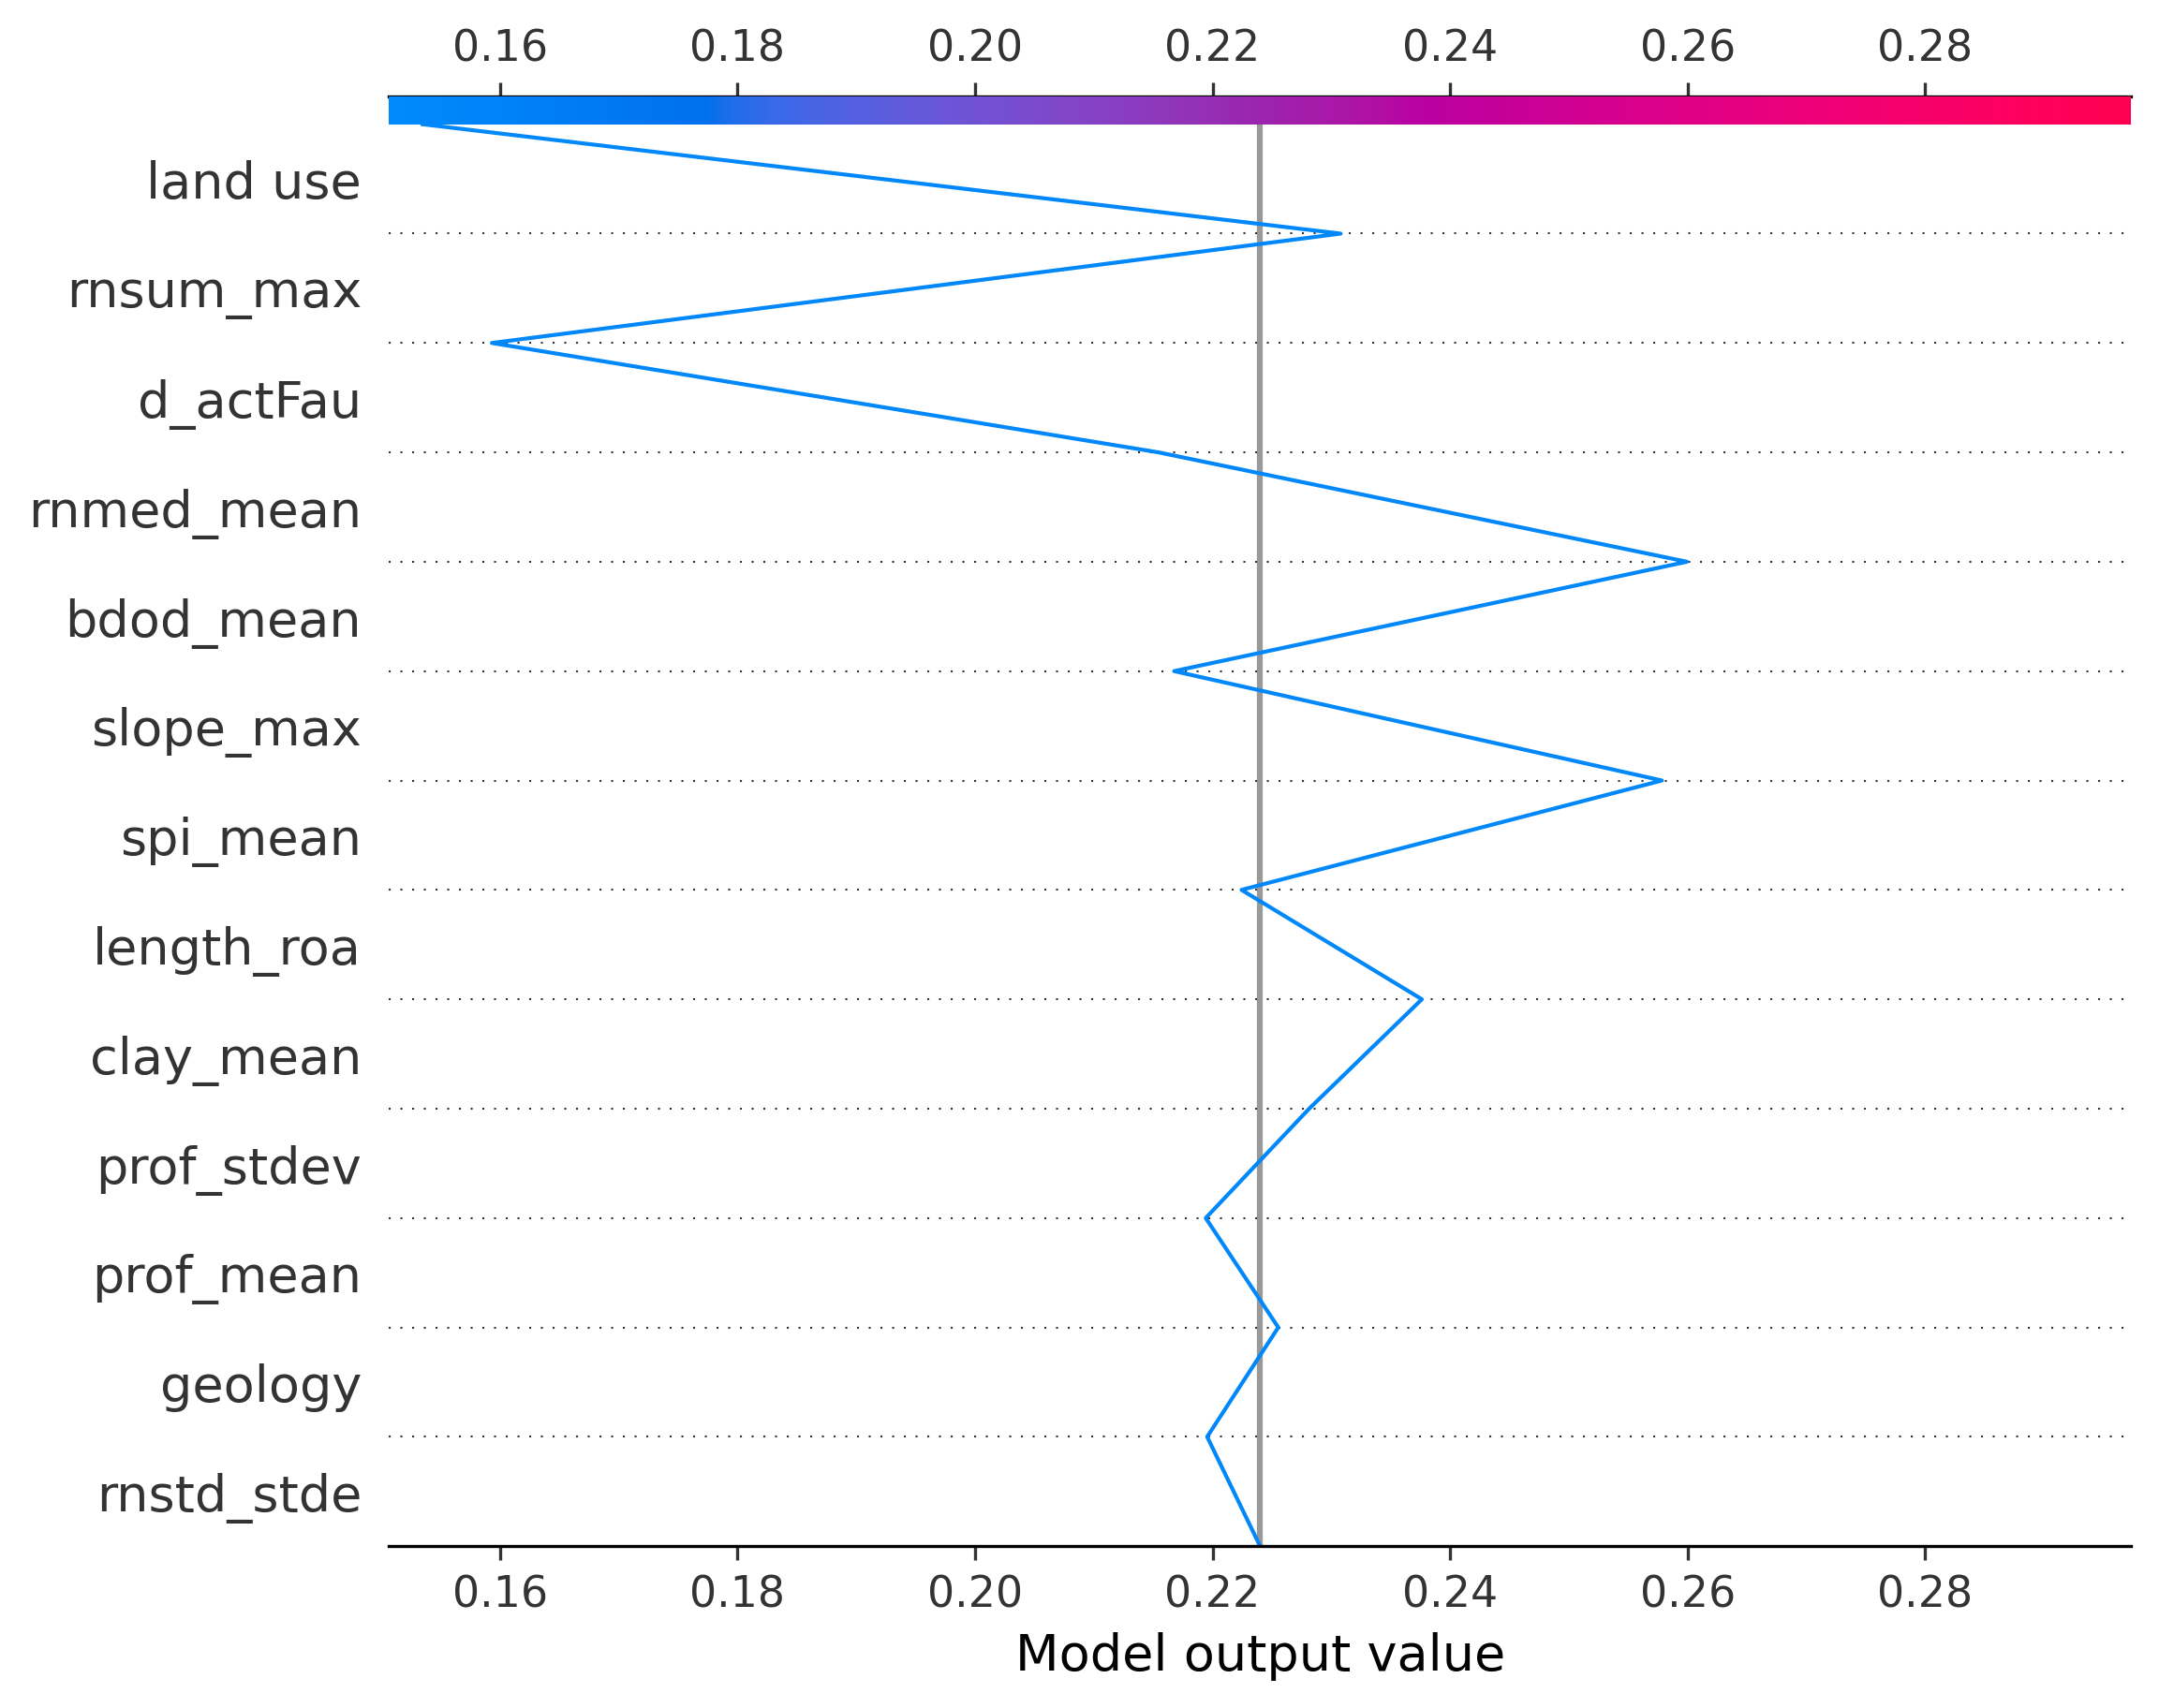 0.16 0.18 0.20 0.22 0.24 0.26 0.28
land use
rnsum_max
d_actFau
rnmed_mean
bdod_mean
slope_max
spi_mean
length_roa
clay_mean
prof_stdev
prof_mean
geology
rnstd_stde
0.16 0.18 0.20 0.22 0.24 0.26 0.28
Model output value